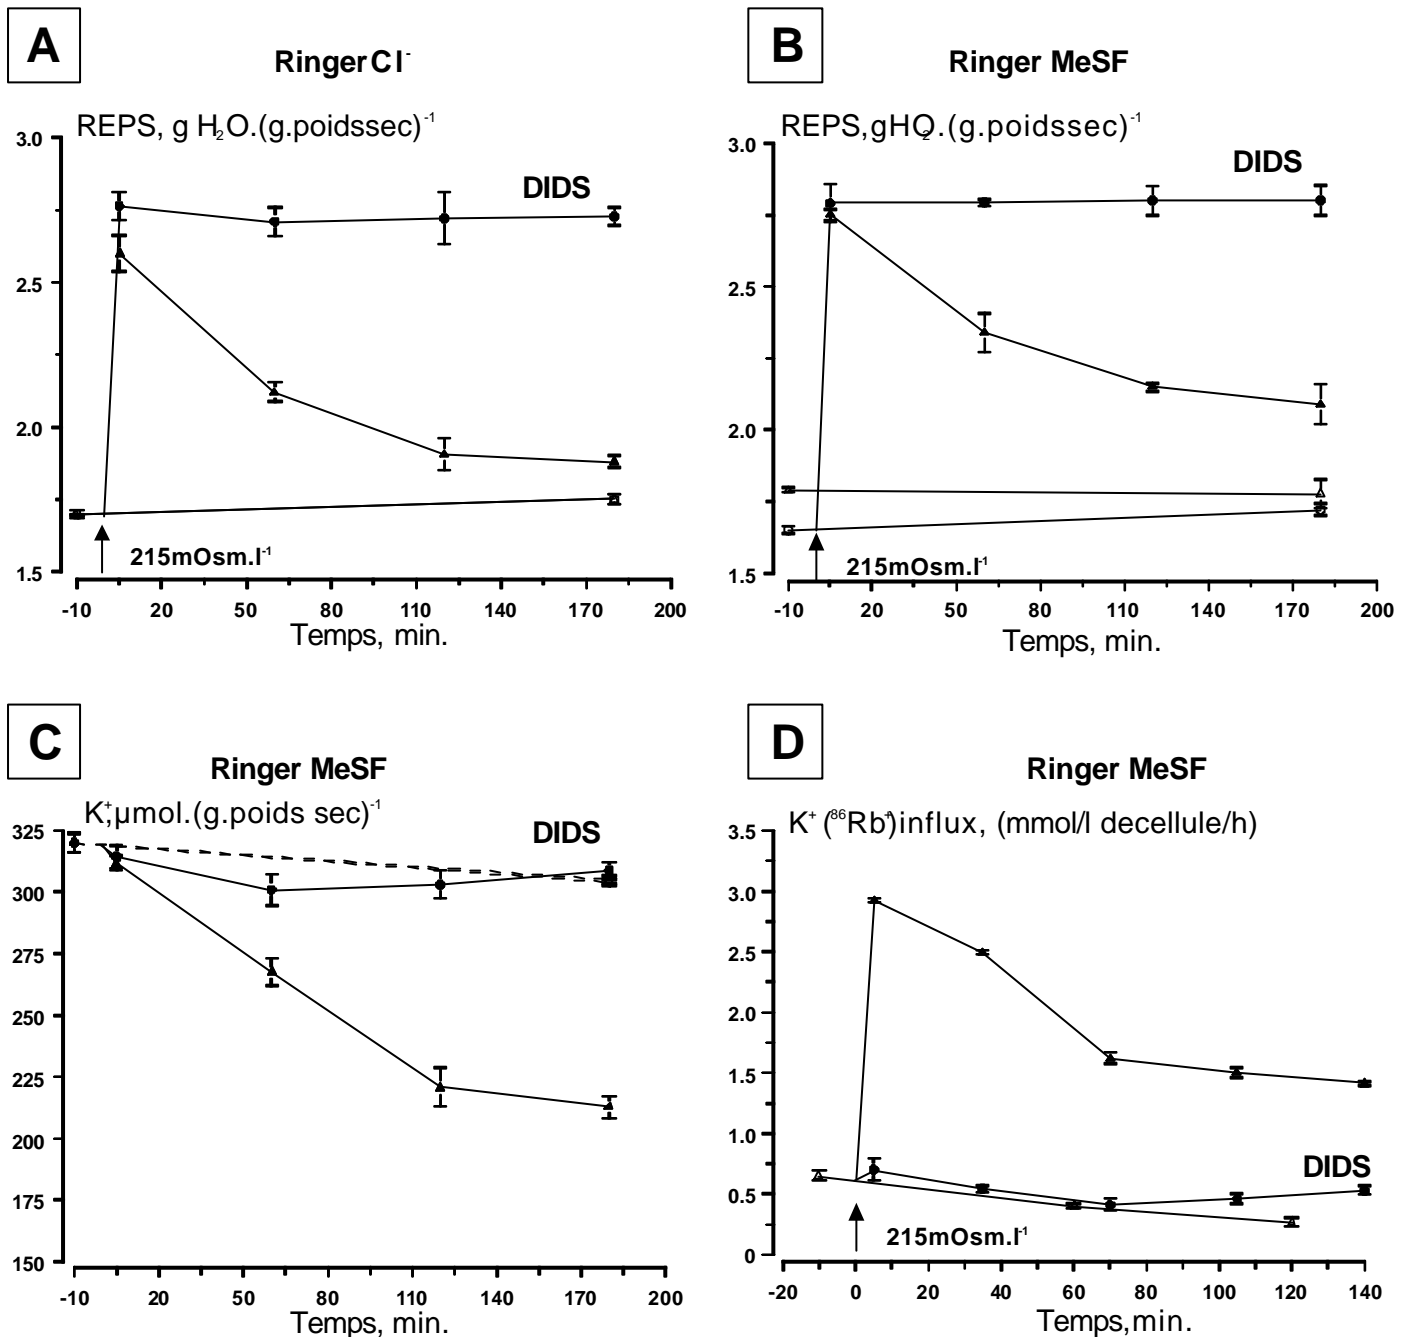 A
Ringer Cl⁻
REPS, g H₂O.(g.poidssec)⁻¹
DIDS
3.0
2.5
2.0
1.5
215mOsm.l⁻¹
-10 20 50 80 110 140 170 200
Temps, min.
B
Ringer MeSF
REPS,gHO₂.(g.poidssec)⁻¹
DIDS
3.0
2.5
2.0
1.5
215mOsm.l⁻¹
-10 20 50 80 110 140 170 200
Temps, min.
C
Ringer MeSF
K⁺,µmol.(g.poids sec)⁻¹
DIDS
325
300
275
250
225
200
175
150
-10 20 50 80 110 140 170 200
Temps, min.
D
Ringer MeSF
K⁺ (⁸⁶Rb⁺)influx, (mmol/l decellule/h)
3.5
3.0
2.5
2.0
1.5
1.0
0.5
0
DIDS
215mOsm.l⁻¹
-20 0 20 40 60 80 100 120 140
Temps,min.